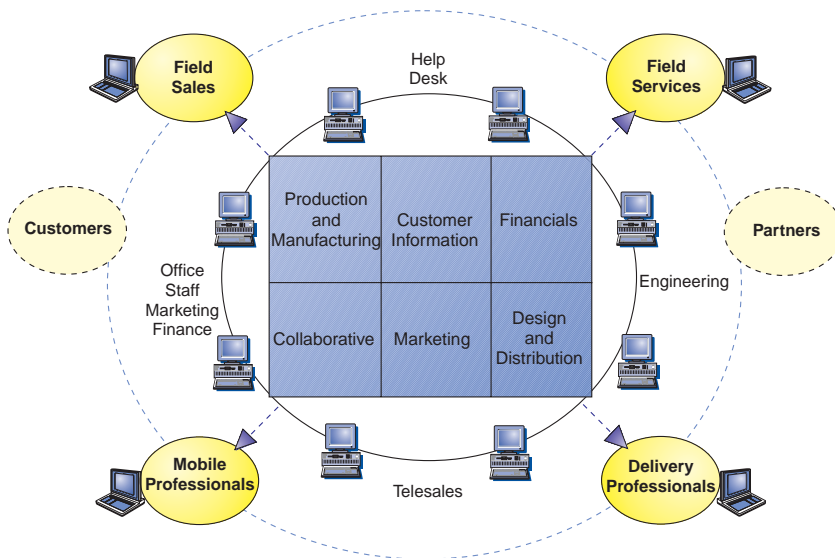 Help
Desk
Field
Sales
Field
Services
Customers
Production
and
Manufacturing
Customer
Information
Financials
Partners
Office
Staff
Marketing
Finance
Engineering
Collaborative
Marketing
Design
and
Distribution
Mobile
Professionals
Telesales
Delivery
Professionals